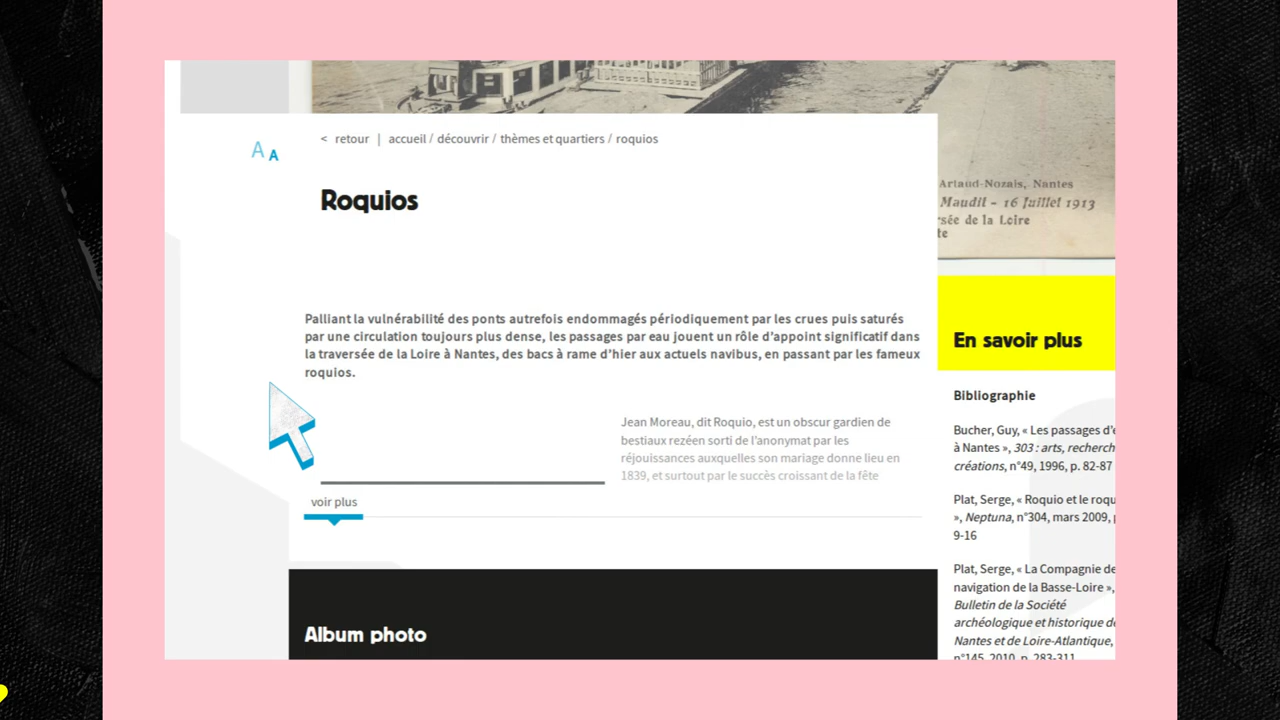 Artaud-Nozais, Nantes
Maudit – 16 Juillet 1913
sée de la Loire
te
< retour | accueil / découvrir / thèmes et quartiers / roquios
A A
Roquios
Palliant la vulnérabilité des ponts autrefois endommagés périodiquement par les crues puis saturés
par une circulation toujours plus dense, les passages par eau jouent un rôle d’appoint significatif dans
la traversée de la Loire à Nantes, des bacs à rame d’hier aux actuels navibus, en passant par les fameux
roquios.
Jean Moreau, dit Roquio, est un obscur gardien de
bestiaux rezéen sorti de l’anonymat par les
réjouissances auxquelles son mariage donne lieu en
1839, et surtout par le succès croissant de la fête
voir plus
Album photo
En savoir plus
Bibliographie
Bucher, Guy, « Les passages d’e
à Nantes », 303 : arts, recherch
créations, n°49, 1996, p. 82-87
Plat, Serge, « Roquio et le roqu
», Neptuna, n°304, mars 2009, p
9-16
Plat, Serge, « La Compagnie de
navigation de la Basse-Loire »,
Bulletin de la Société
archéologique et historique de
Nantes et de Loire-Atlantique,
n°145, 2010, p. 283-311